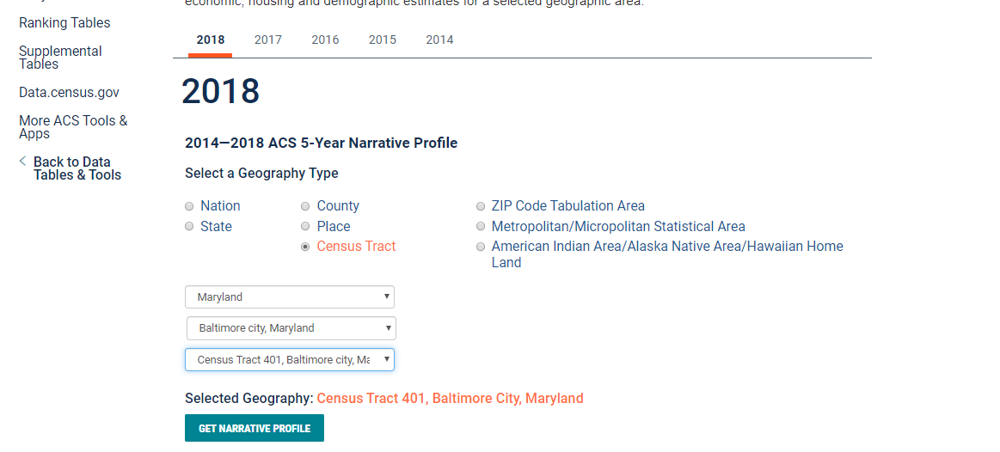 Ranking Tables
Supplemental
Tables
Data.census.gov
More ACS Tools &
Apps
< Back to Data
Tables & Tools
economic, housing and demographic estimates for a selected geographic area.
2018 2017 2016 2015 2014
2018
2014—2018 ACS 5-Year Narrative Profile
Select a Geography Type
Nation County ZIP Code Tabulation Area
State Place Metropolitan/Micropolitan Statistical Area
Census Tract American Indian Area/Alaska Native Area/Hawaiian Home
Land
Maryland
Baltimore city, Maryland
Census Tract 401, Baltimore city, Ma
Selected Geography: Census Tract 401, Baltimore City, Maryland
GET NARRATIVE PROFILE